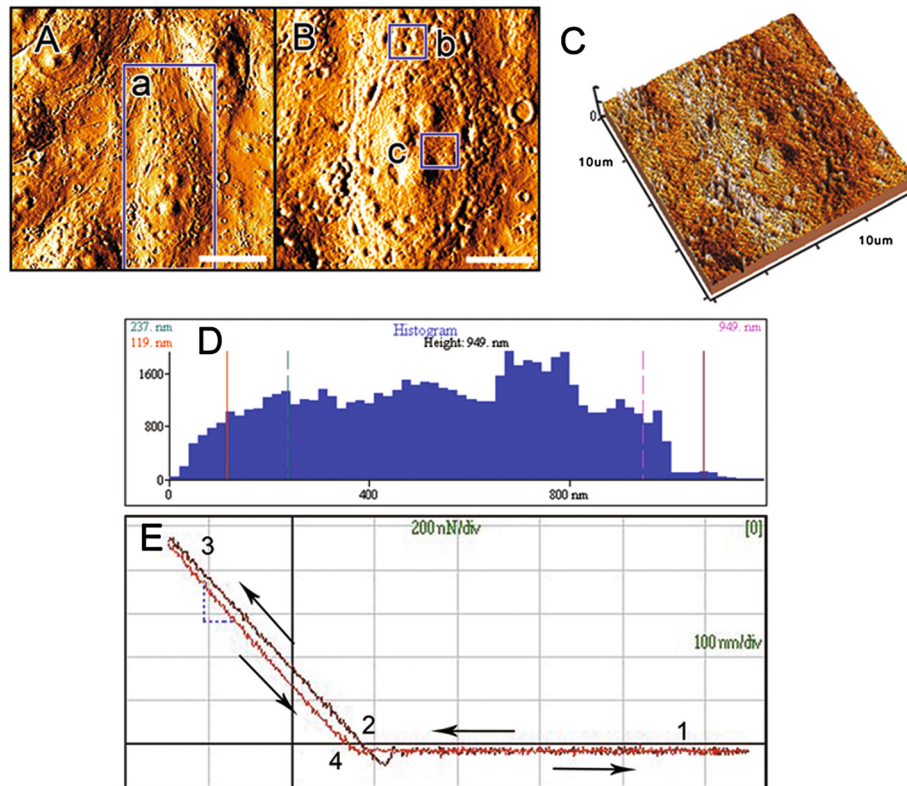 A
a
B
b
c
C
0
10um
10um
237. nm
119. nm
D
Histogram
Height: 949. nm
949. nm
1600
800
0
0
400
800 nm
E
3
200 nN/div
[0]
100 nm/div
2
1
4